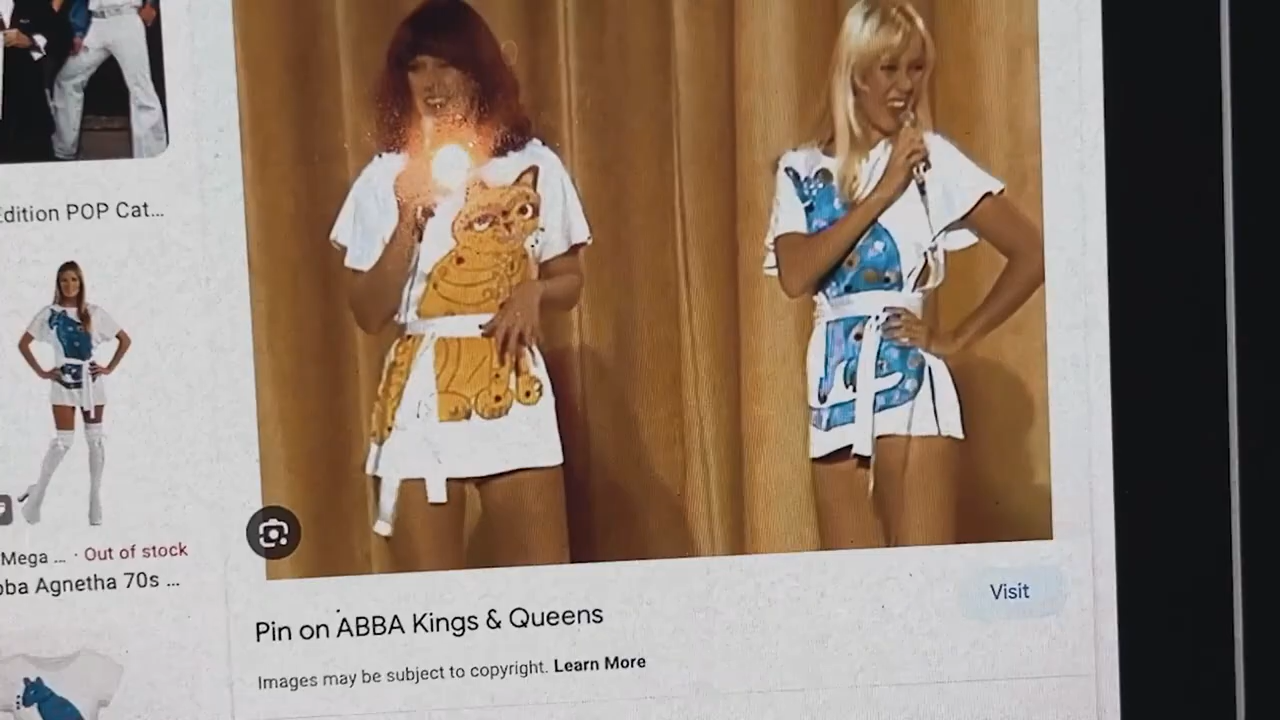 Edition POP Cat...
Mega ... · Out of stock
ba Agnetha 70s ...
Pin on ABBA Kings & Queens
Visit
Images may be subject to copyright. Learn More